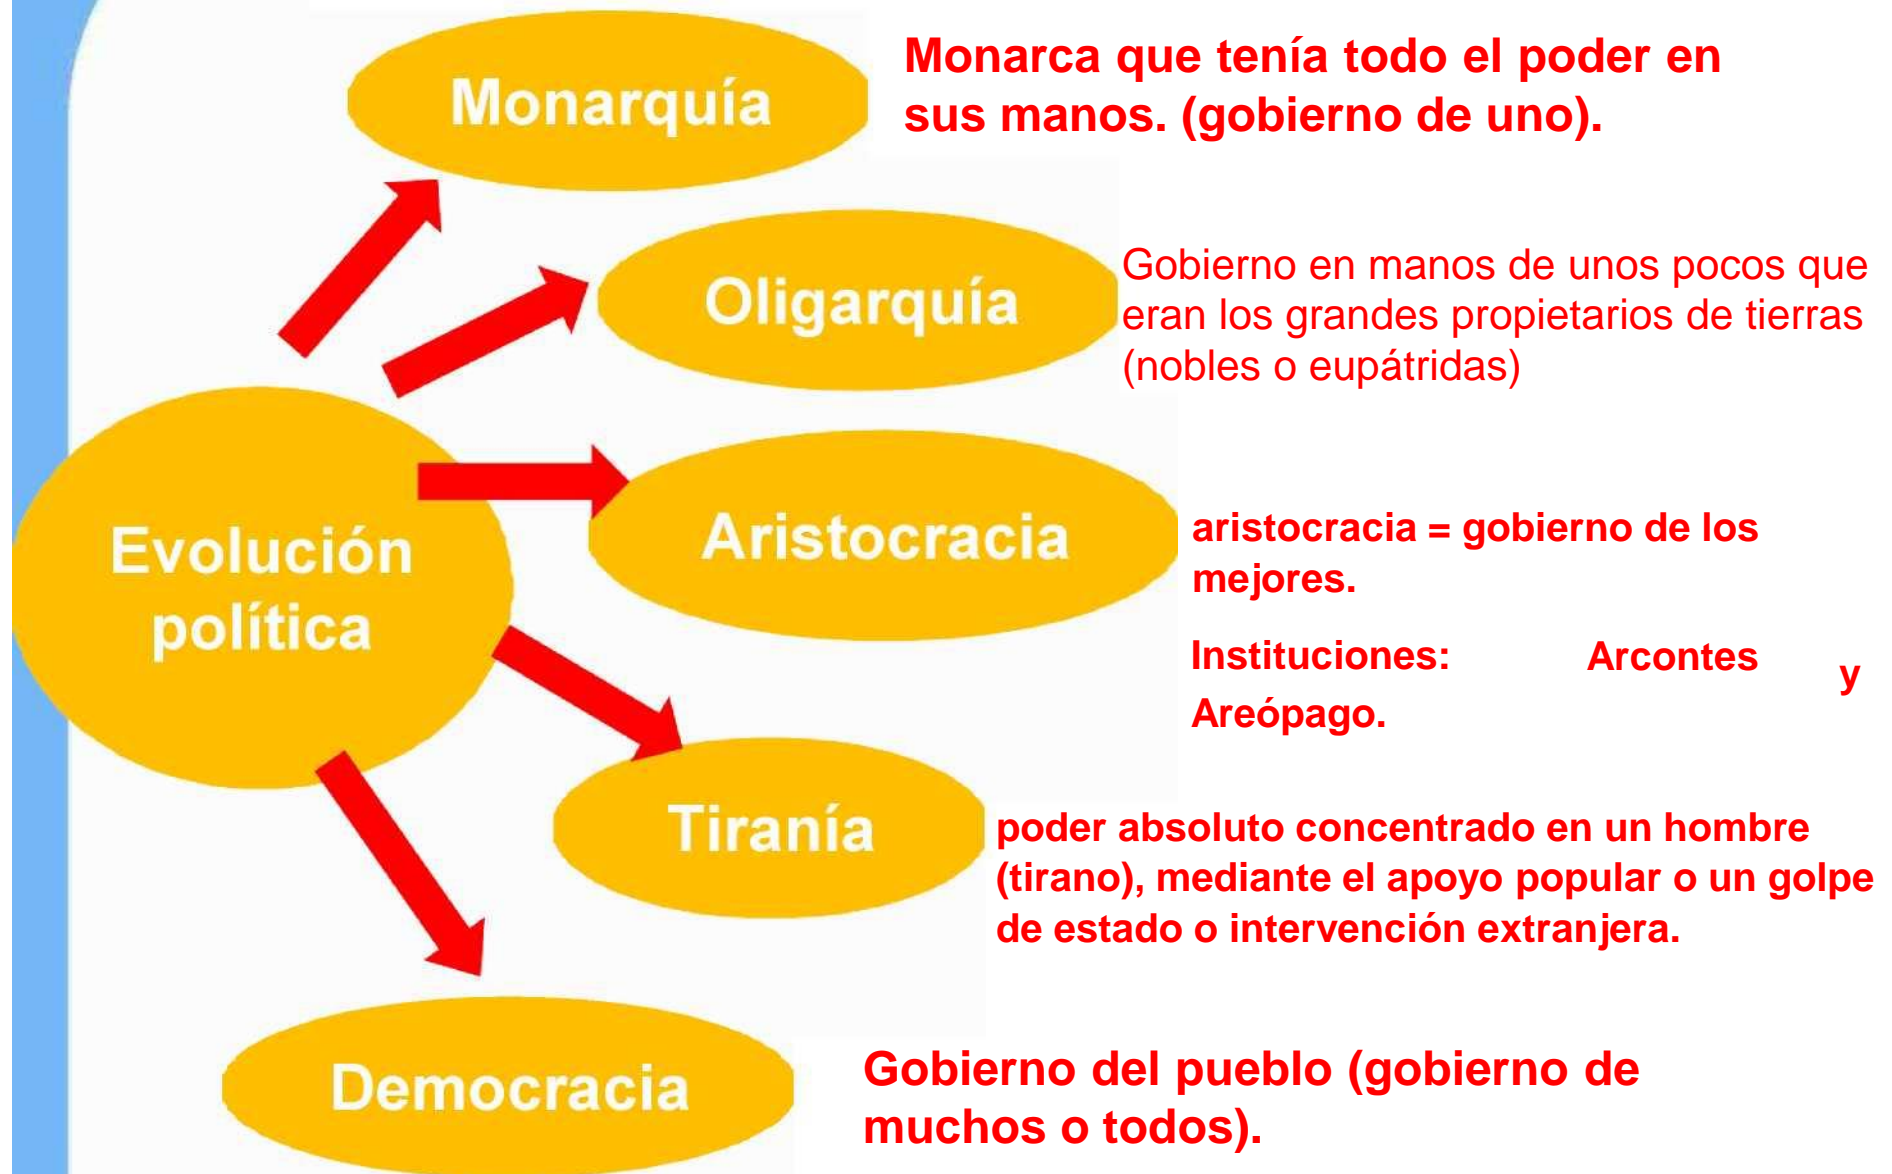 Monarquía
Monarca que tenía todo el poder en
sus manos. (gobierno de uno).
Oligarquía
Gobierno en manos de unos pocos que
eran los grandes propietarios de tierras
(nobles o eupátridas)
Evolución
política
Aristocracia
aristocracia = gobierno de los
mejores.
Instituciones: Arcontes y
Areópago.
Tiranía
poder absoluto concentrado en un hombre
(tirano), mediante el apoyo popular o un golpe
de estado o intervención extranjera.
Democracia
Gobierno del pueblo (gobierno de
muchos o todos).